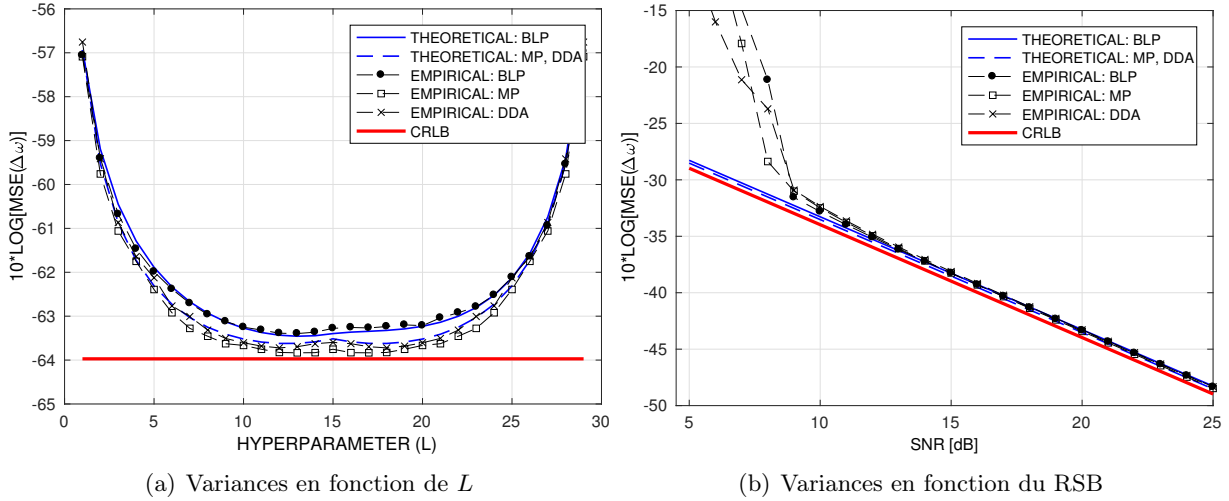 -56
-57
-58
-59
-60
-61
-62
-63
-64
-65
10*LOG[MSE(Δω)]
THEORETICAL: BLP
THEORETICAL: MP, DDA
EMPIRICAL: BLP
EMPIRICAL: MP
EMPIRICAL: DDA
CRLB
0 5 10 15 20 25 30
HYPERPARAMETER (L)
(a) Variances en fonction de L
-15
-20
-25
-30
-35
-40
-45
-50
10*LOG[MSE(Δω)]
THEORETICAL: BLP
THEORETICAL: MP, DDA
EMPIRICAL: BLP
EMPIRICAL: MP
EMPIRICAL: DDA
CRLB
5 10 15 20 25
SNR [dB]
(b) Variances en fonction du RSB